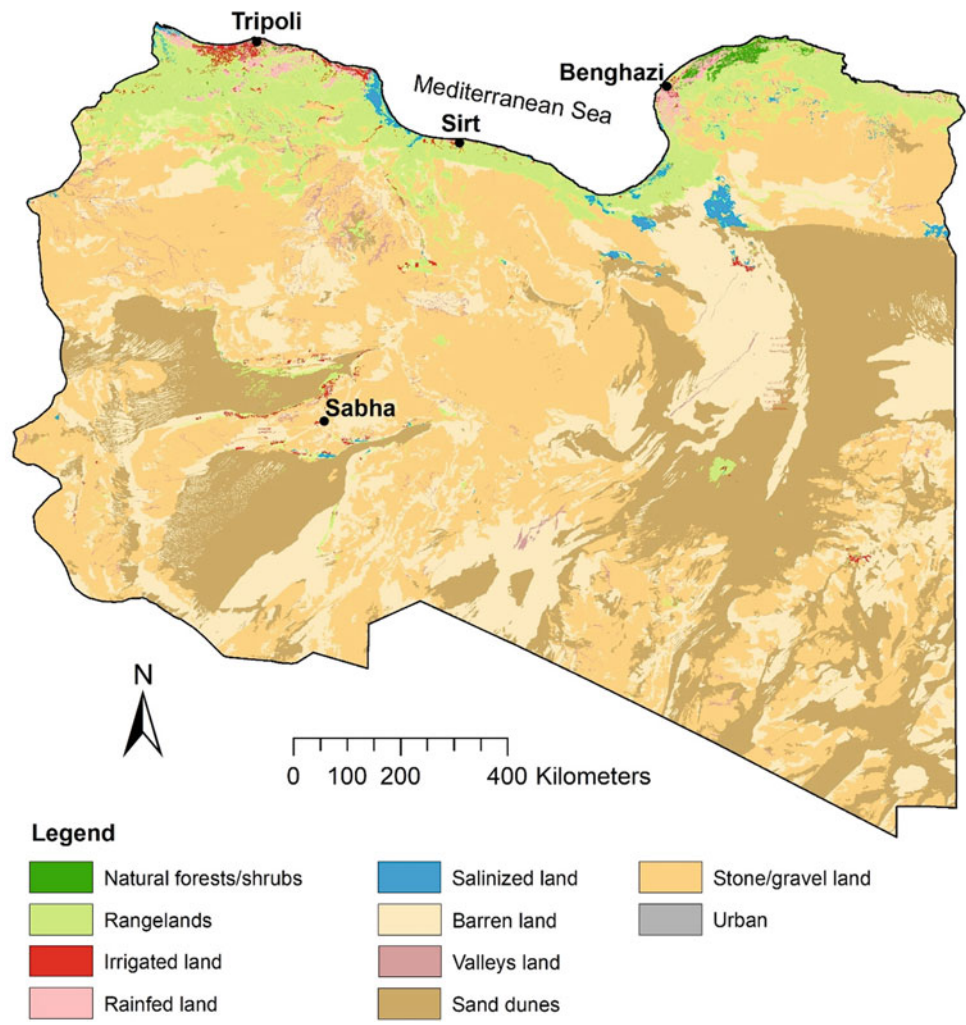 Tripoli
Benghazi
Mediterranean Sea
Sirt
Sabha
N
0 100 200 400 Kilometers
Legend
Natural forests/shrubs
Salinized land
Stone/gravel land
Rangelands
Barren land
Urban
Irrigated land
Valleys land
Rainfed land
Sand dunes